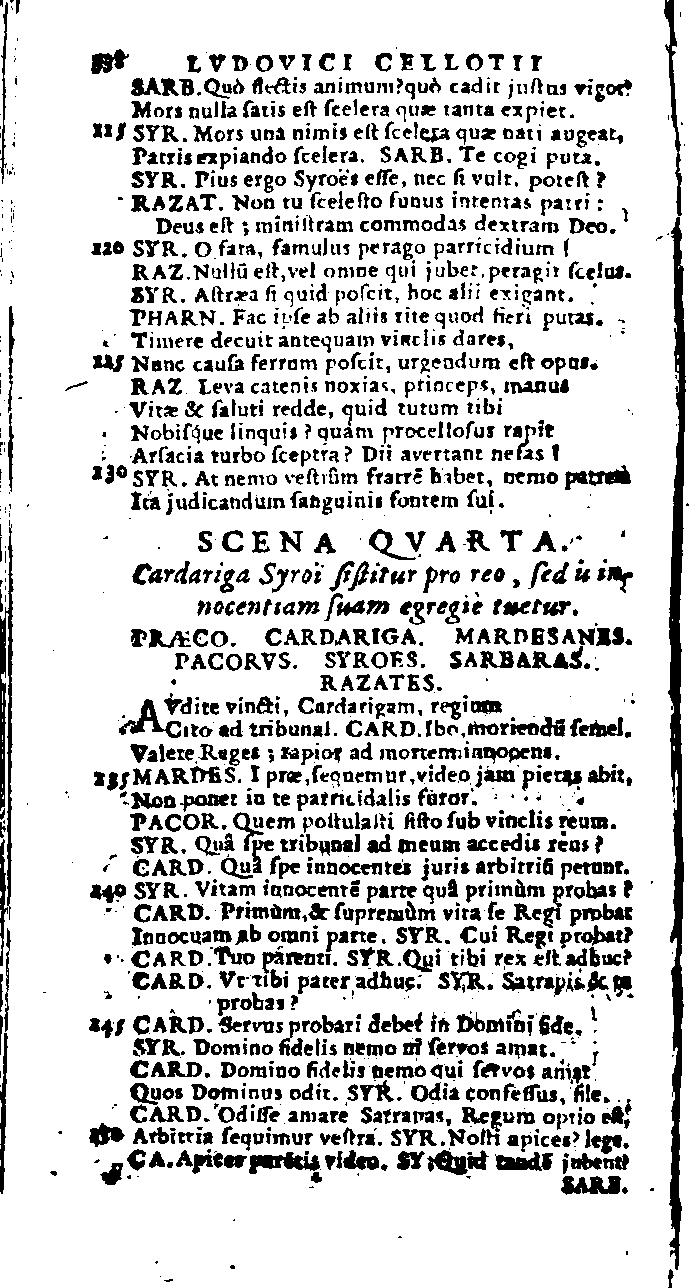 338 LVDOVICI CELLOTII
SARB. Quò flectis animum? quò cadit juſtus vigor?
Mors nulla ſatis eſt ſcelera quæ tanta expiet.
215 SYR. Mors una nimis eſt ſcelera quæ nati augeat,
Patris expiando ſcelera. SARB. Te cogi puta.
SYR. Pius ergo Syroës eſſe, nec ſi vult, poteſt?
RAZAT. Non tu ſceleſto funus intentas patri:
Deus eſt; miniſtram commodas dextram Deo.
220 SYR. O fata, famulus perago parricidium!
RAZ. Nullū eſt, vel omne qui jubet, peragit ſcelus.
SYR. Aſtræa ſi quid poſcit, hoc alii exigant.
PHARN. Fac ipſe ab aliis rite quod fieri putas.
Timere decuit antequam vinclis dares,
225 Nunc cauſa ferrum poſcit, urgendum eſt opus.
RAZ Leva catenis noxias, princeps, manus
Vitæ & ſaluti redde, quid tutum tibi
Nobiſque linquis? quàm procelloſus rapit
Arſacia turbo ſceptra? Dii avertant nefas!
230 SYR. At nemo veſtrûm fratrē habet, nemo patrem
Ita judicandum ſanguinis fontem ſui.
SCENA QVARTA.
Cardariga Syroï ſiſtitur pro reo, ſed is in-
nocentiam ſuam egregiè tuetur.
PRÆCO. CARDARIGA. MARDESANES.
PACORVS. SYROES. SARBARAS.
RAZATES.
AVdite vincti, Cardarigam, regium
Cito ad tribunal. CARD. Ibo, moriendū ſemel.
Valete Reges; rapior ad mortem innocens.
235 MARDES. I præ, ſequemur, video jam pietas abit,
Non ponet in te patricidalis furor.
PACOR. Quem poſtulaſti ſiſto ſub vinclis reum.
SYR. Quâ ſpe tribunal ad meum accedis reus?
CARD. Quâ ſpe innocentes juris arbitriū petunt.
240 SYR. Vitam innocentē parte quâ primùm probas?
CARD. Primùm, & ſupremùm vita ſe Regi probat
Innocuam ab omni parte. SYR. Cui Regi probat?
CARD. Tuo parenti. SYR. Qui tibi rex eſt adhuc?
CARD. Vt tibi pater adhuc. SYR. Satrapis &
probas?
245 CARD. Servus probari debet in Domini fide.
SYR. Domino fidelis nemo ni ſervos amat.
CARD. Domino fidelis nemo qui ſervos amat
Quos Dominus odit. SYR. Odia confeſſus, ſile.
CARD. Odiſſe amare Satrapas, Regum optio eſt,
250 Arbitria ſequimur veſtra. SYR. Noſti apices? lege.
CA. Apices patris video. SY. Quid tandē jubent?
SARB.